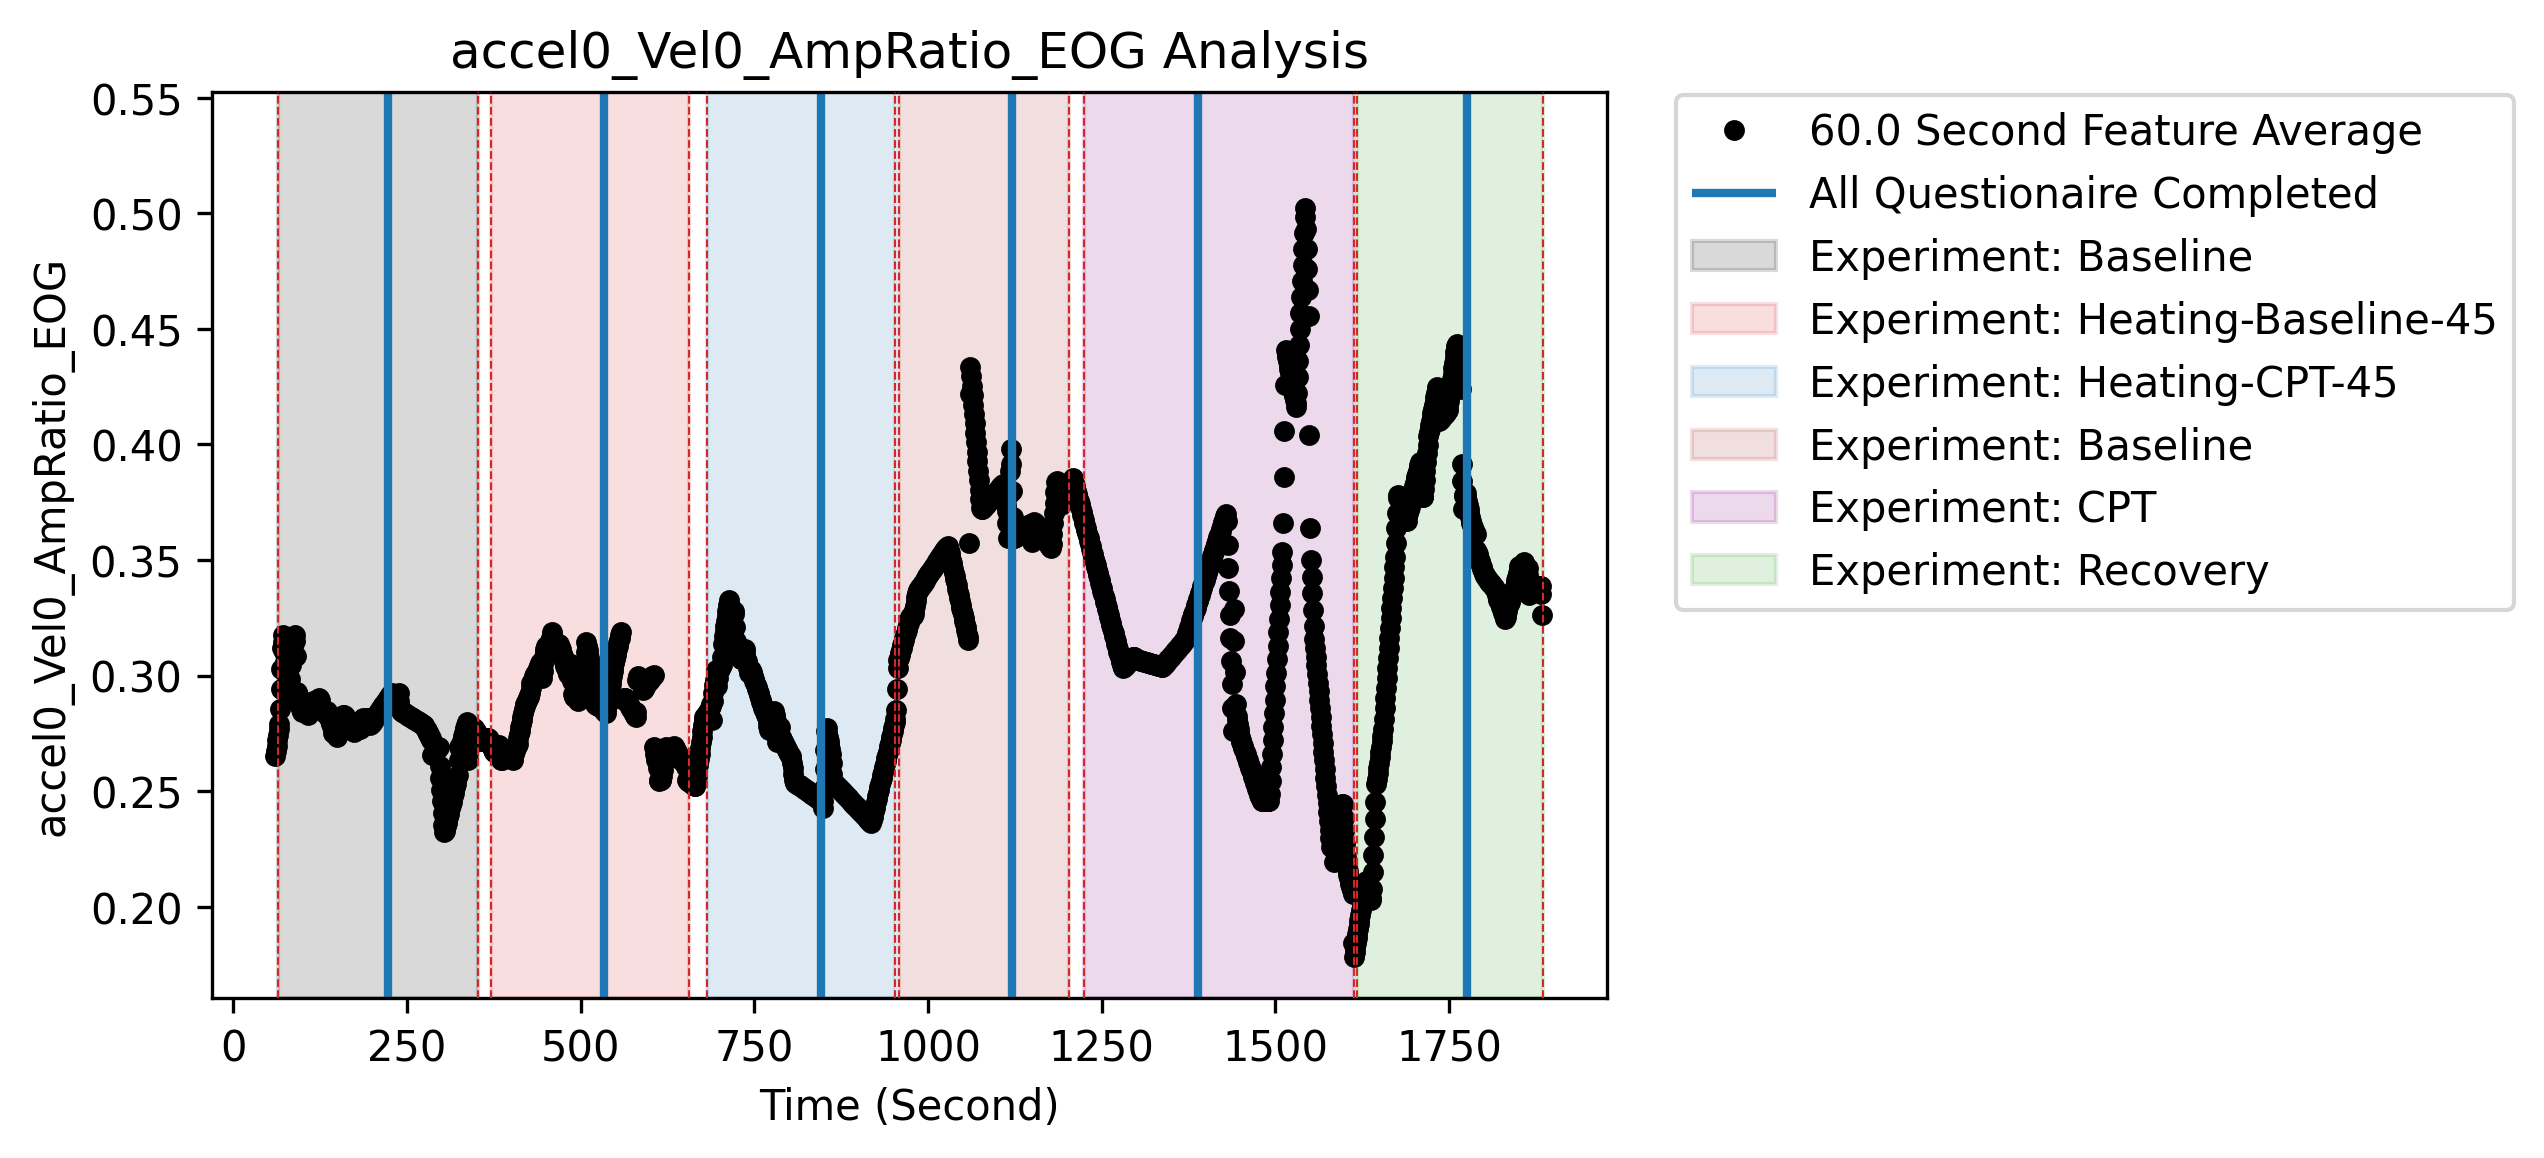 accel0_Vel0_AmpRatio_EOG Analysis
accel0_Vel0_AmpRatio_EOG
0.55
0.50
0.45
0.40
0.35
0.30
0.25
0.20
0
250
500
750
1000
1250
1500
1750
Time (Second)
60.0 Second Feature Average
All Questionaire Completed
Experiment: Baseline
Experiment: Heating-Baseline-45
Experiment: Heating-CPT-45
Experiment: Baseline
Experiment: CPT
Experiment: Recovery